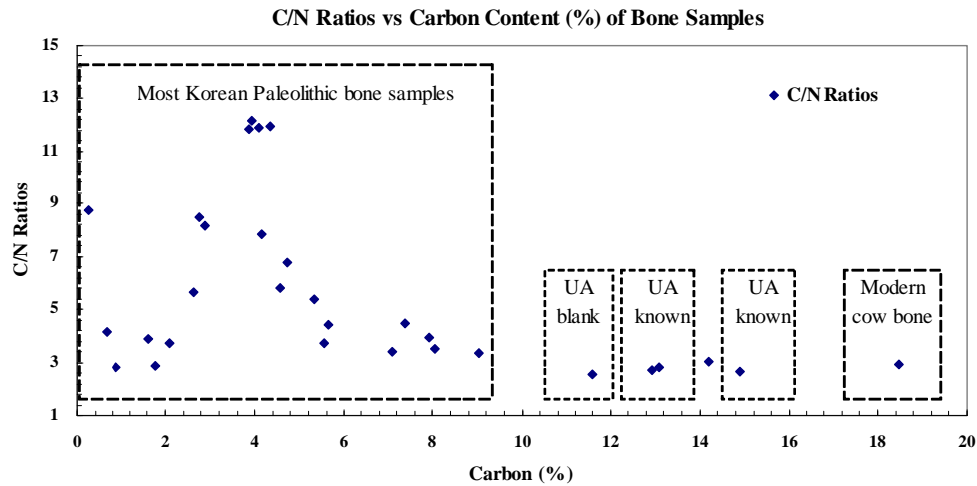 C/N Ratios vs Carbon Content (%) of Bone Samples
15
13
11
9
7
5
3
1
C/N Ratios
Most Korean Paleolithic bone samples
C/N Ratios
UA
blank
UA
known
UA
known
Modern
cow bone
0 2 4 6 8 10 12 14 16 18 20
Carbon (%)